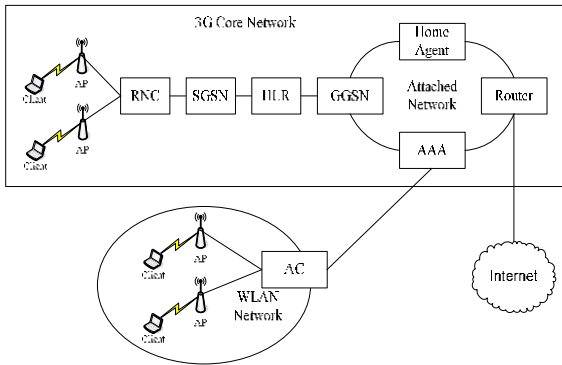 3G Core Network
Home
Agent
AP
Client
RNC
SGSN
HLR
GGSN
Attached
Network
Router
AP
Client
AAA
AP
Client
AC
WLAN
Network
AP
Client
Internet